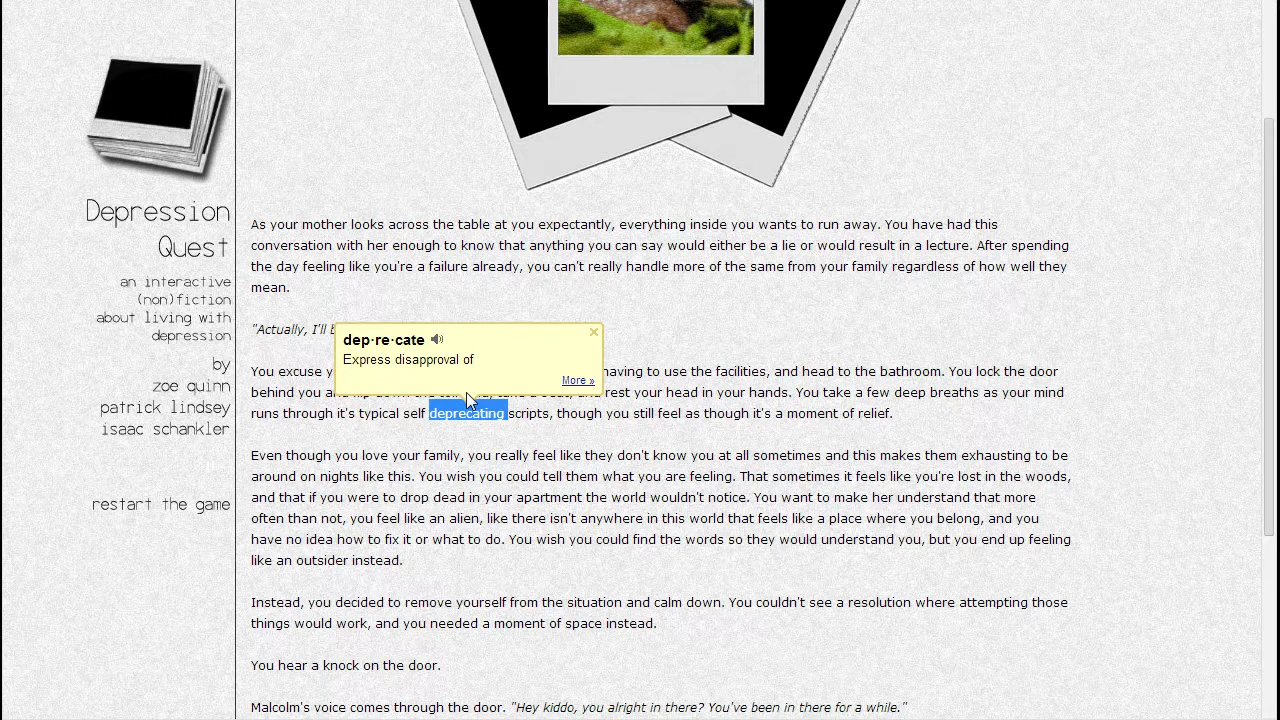 Depression
Quest
an interactive
(non)fiction
about living with
depression
by
zoe quinn
patrick lindsey
isaac schankler
restart the game
As your mother looks across the table at you expectantly, everything inside you wants to run away. You have had this
conversation with her enough to know that anything you can say would either be a lie or would result in a lecture. After spending
the day feeling like you're a failure already, you can't really handle more of the same from your family regardless of how well they
mean.
"Actually, I'll
dep·re·cate
Express disapproval of
More »
You excuse having to use the facilities, and head to the bathroom. You lock the door
behind you rest your head in your hands. You take a few deep breaths as your mind
runs through it's typical self deprecating scripts, though you still feel as though it's a moment of relief.
Even though you love your family, you really feel like they don't know you at all sometimes and this makes them exhausting to be
around on nights like this. You wish you could tell them what you are feeling. That sometimes it feels like you're lost in the woods,
and that if you were to drop dead in your apartment the world wouldn't notice. You want to make her understand that more
often than not, you feel like an alien, like there isn't anywhere in this world that feels like a place where you belong, and you
have no idea how to fix it or what to do. You wish you could find the words so they would understand you, but you end up feeling
like an outsider instead.
Instead, you decided to remove yourself from the situation and calm down. You couldn't see a resolution where attempting those
things would work, and you needed a moment of space instead.
You hear a knock on the door.
Malcolm's voice comes through the door. "Hey kiddo, you alright in there? You've been in there for a while."